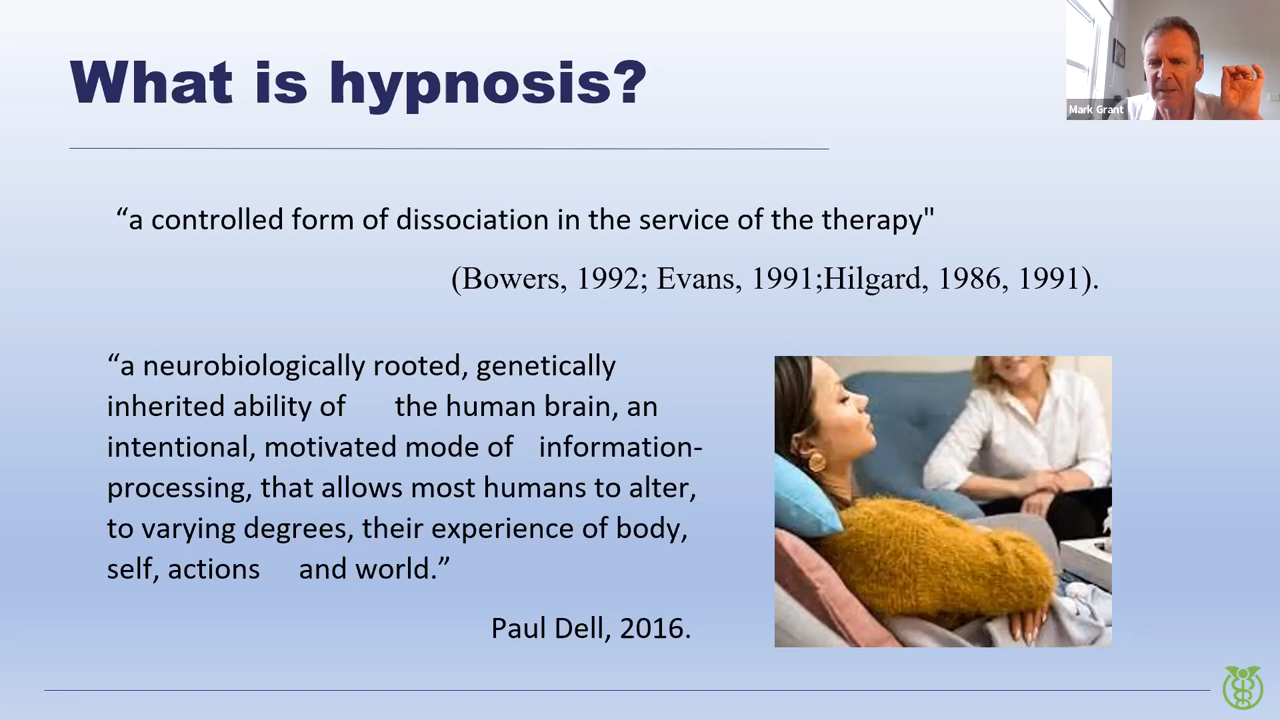 What is hypnosis?
Mark Grant
“a controlled form of dissociation in the service of the therapy"
(Bowers, 1992; Evans, 1991;Hilgard, 1986, 1991).
“a neurobiologically rooted, genetically
inherited ability of the human brain, an
intentional, motivated mode of information-
processing, that allows most humans to alter,
to varying degrees, their experience of body,
self, actions and world.”
Paul Dell, 2016.